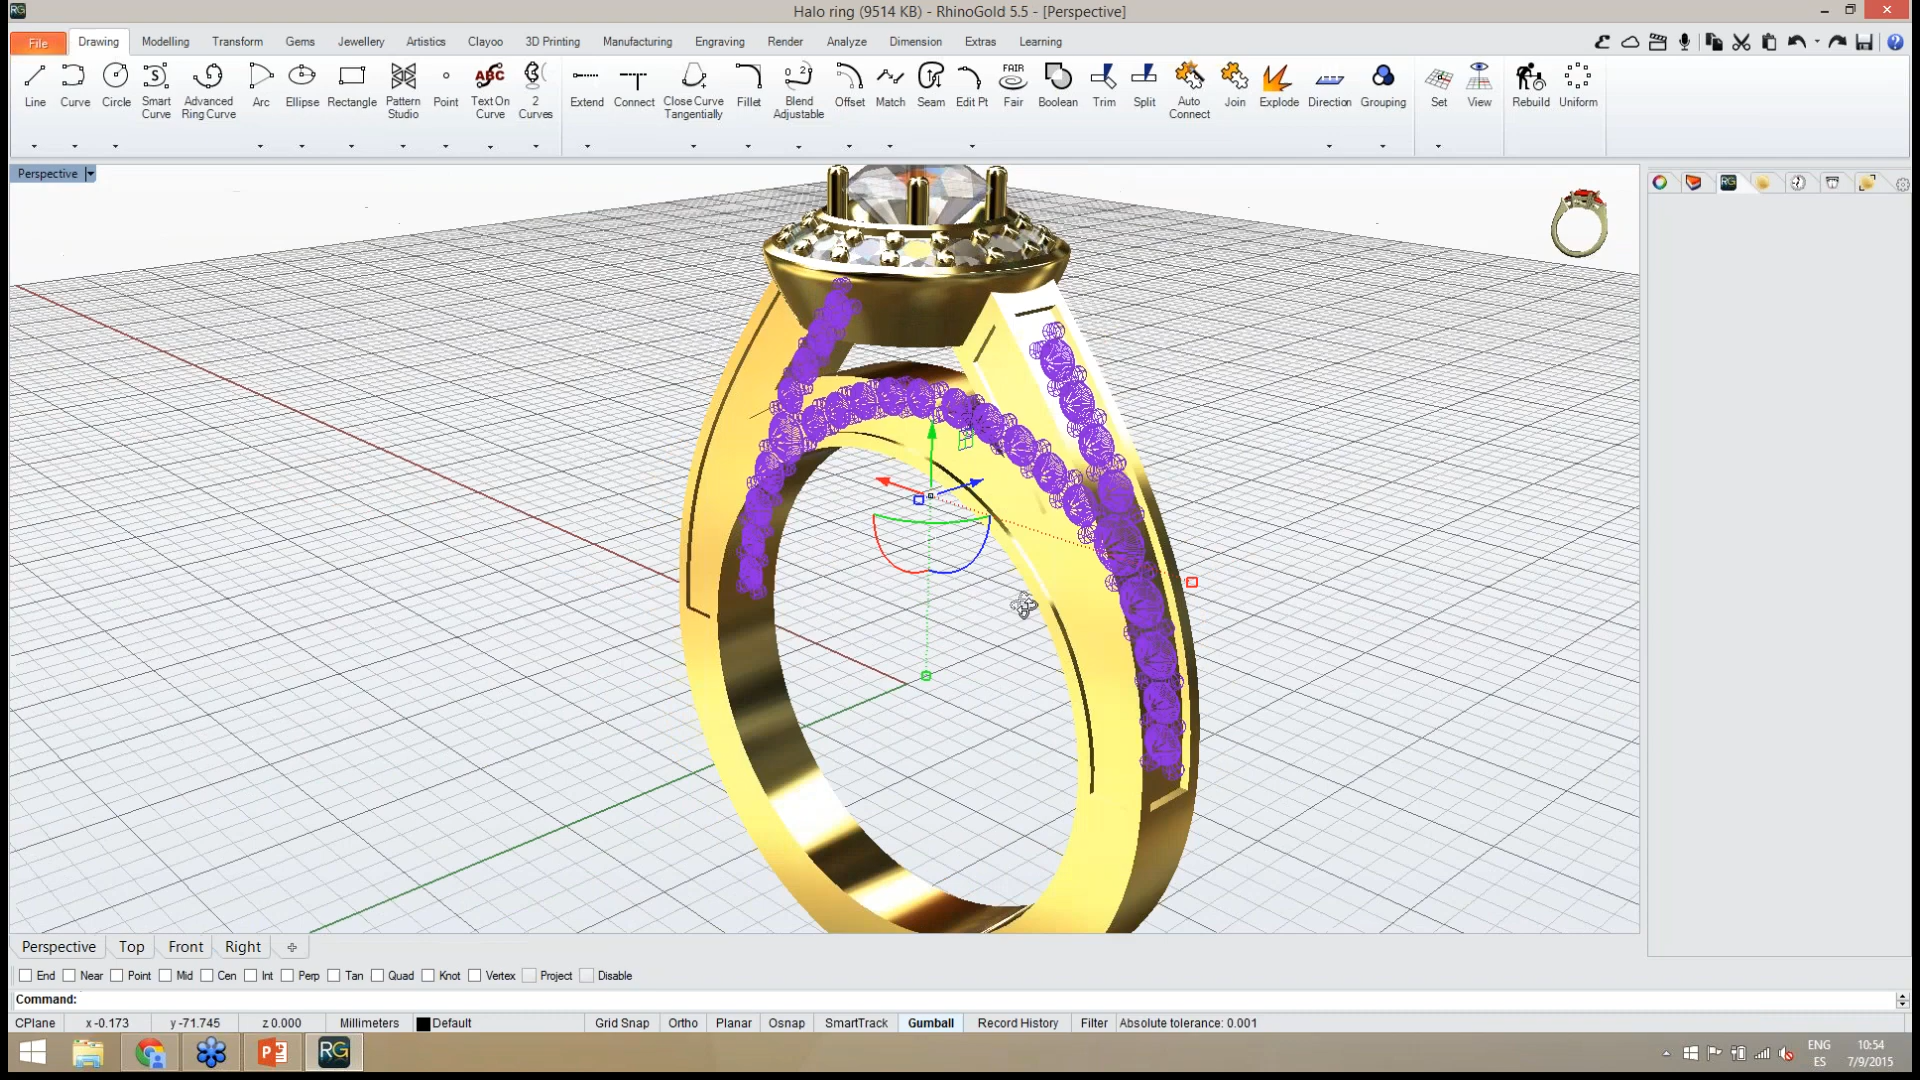 RG
Halo ring (9514 KB) - RhinoGold 5.5 - [Perspective]
File Drawing Modelling Transform Gems Jewellery Artistics Clayoo 3D Printing Manufacturing Engraving Render Analyze Dimension Extras Learning
ABC
FAIR
Line Curve Circle Smart Curve Advanced Ring Curve Arc Ellipse Rectangle Pattern Studio Point Text On Curve 2 Curves Extend Connect Close Curve Tangentially Fillet Blend Adjustable Offset Match Seam Edit Pt Fair Boolean Trim Split Auto Connect Join Explode Direction Grouping Set View Rebuild Uniform
Perspective
RG
Perspective Top Front Right
End Near Point Mid Cen Int Perp Tan Quad Knot Vertex Project Disable
Command:
CPlane x -0.173 y -71.745 z 0.000 Millimeters Default Grid Snap Ortho Planar Osnap SmartTrack Gumball Record History Filter Absolute tolerance: 0.001
RG
ENG
ES
10:54
7/9/2015